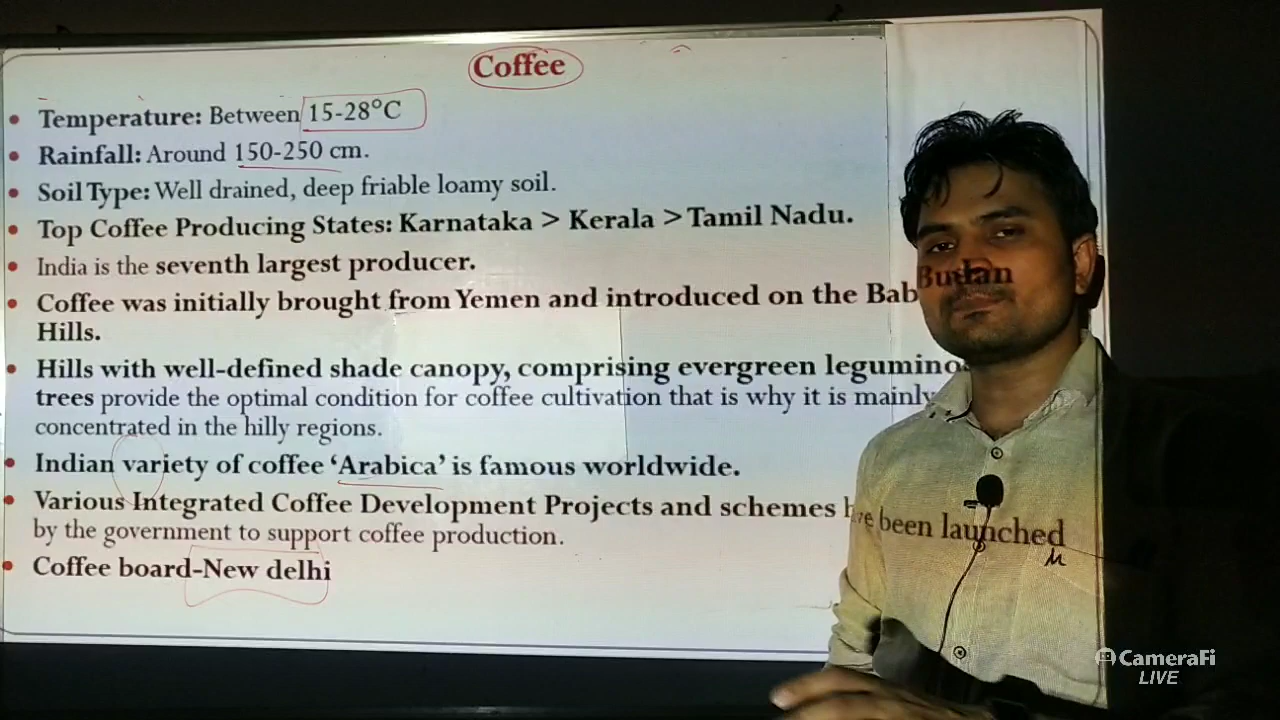 Coffee
• Temperature: Between 15-28°C
• Rainfall: Around 150-250 cm.
• Soil Type: Well drained, deep friable loamy soil.
• Top Coffee Producing States: Karnataka > Kerala > Tamil Nadu.
• India is the seventh largest producer.
• Coffee was initially brought from Yemen and introduced on the Bab Budan
Hills.
• Hills with well-defined shade canopy, comprising evergreen
trees provide the optimal condition for coffee cultivation that is why it is mainly
concentrated in the hilly regions.
• Indian variety of coffee ‘Arabica’ is famous worldwide.
• Various Integrated Coffee Development Projects and schemes have been launched
by the government to support coffee production.
• Coffee board-New delhi
CameraFi
LIVE